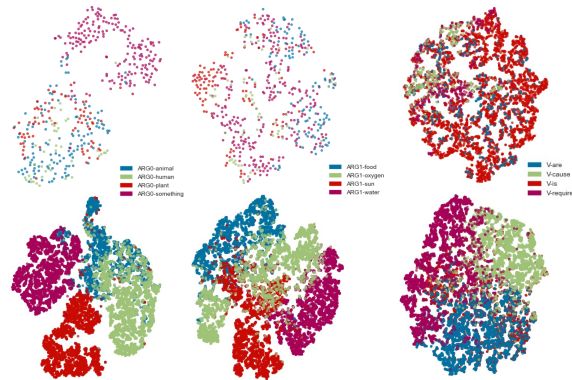 ARG0-animal
ARG0-human
ARG0-plant
ARG0-something
ARG1-food
ARG1-oxygen
ARG1-sun
ARG1-water
V-are
V-cause
V-is
V-require